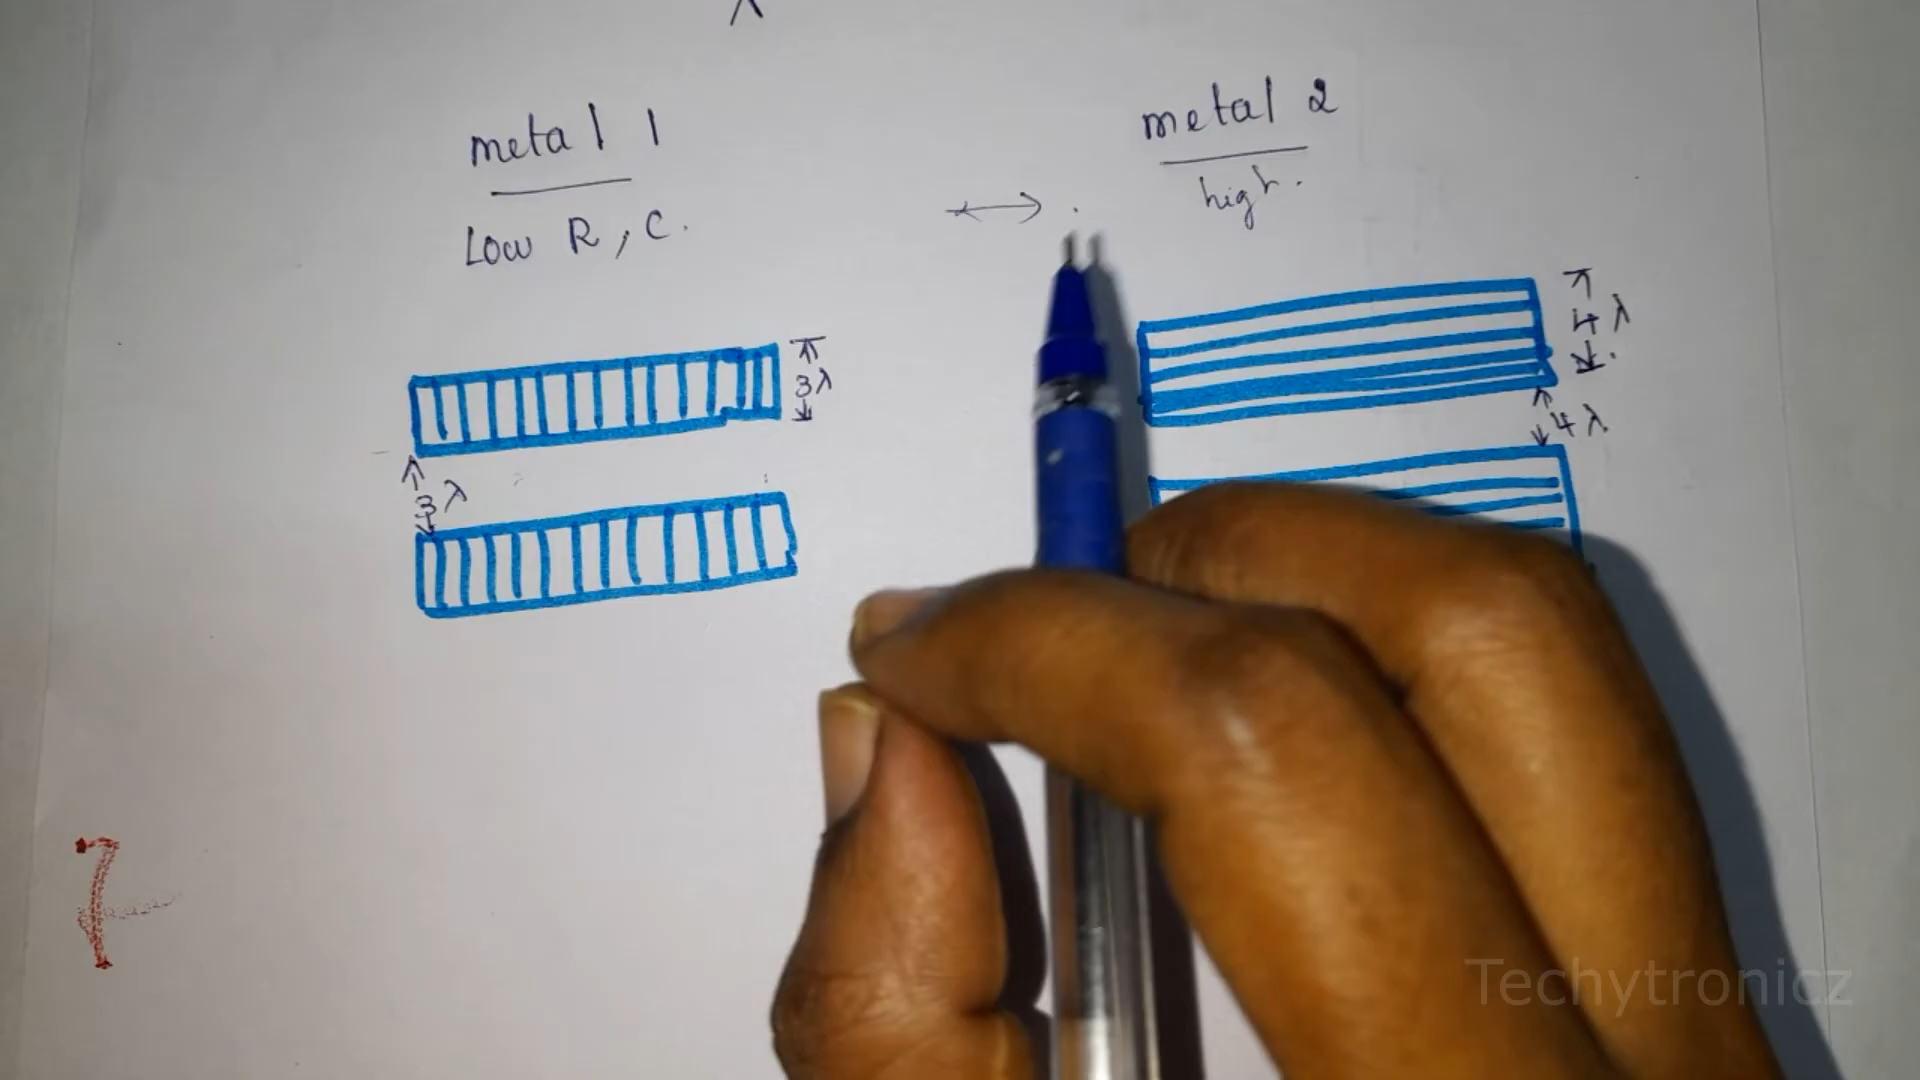 metal 1
Low R, C.
3λ
3λ
metal 2
high.
4λ
4λ
Techytronicz